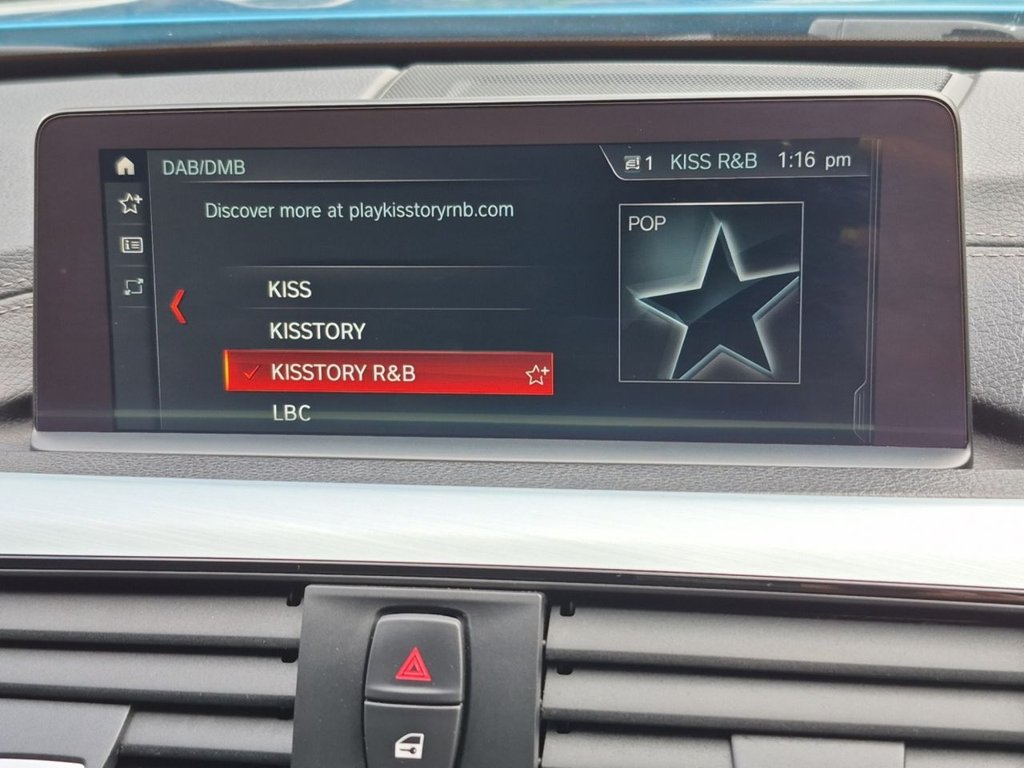 DAB/DMB
1 KISS R&B 1:16 pm
Discover more at playkisstoryrnb.com
POP
KISS
KISSTORY
KISSTORY R&B
LBC